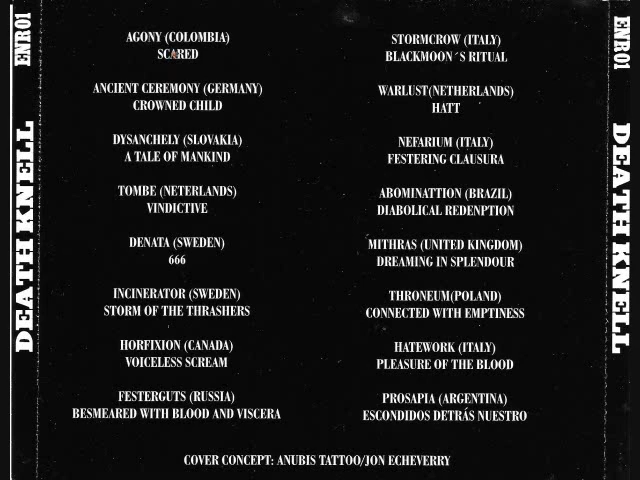 ENR01
DEATH KNELL
AGONY (COLOMBIA)
SCARED
ANCIENT CEREMONY (GERMANY)
CROWNED CHILD
DYSANCHELY (SLOVAKIA)
A TALE OF MANKIND
TOMBE (NETERLANDS)
VINDICTIVE
DENATA (SWEDEN)
666
INCINERATOR (SWEDEN)
STORM OF THE THRASHERS
HORFIXION (CANADA)
VOICELESS SCREAM
FESTERGUTS (RUSSIA)
BESMEARED WITH BLOOD AND VISCERA
STORMCROW (ITALY)
BLACKMOON´S RITUAL
WARLUST(NETHERLANDS)
HATT
NEFARIUM (ITALY)
FESTERING CLAUSURA
ABOMINATTION (BRAZIL)
DIABOLICAL REDENPTION
MITHRAS (UNITED KINGDOM)
DREAMING IN SPLENDOUR
THRONEUM(POLAND)
CONNECTED WITH EMPTINESS
HATEWORK (ITALY)
PLEASURE OF THE BLOOD
PROSAPIA (ARGENTINA)
ESCONDIDOS DETRÁS NUESTRO
COVER CONCEPT: ANUBIS TATTOO/JON ECHEVERRY
ENR01
DEATH KNELL